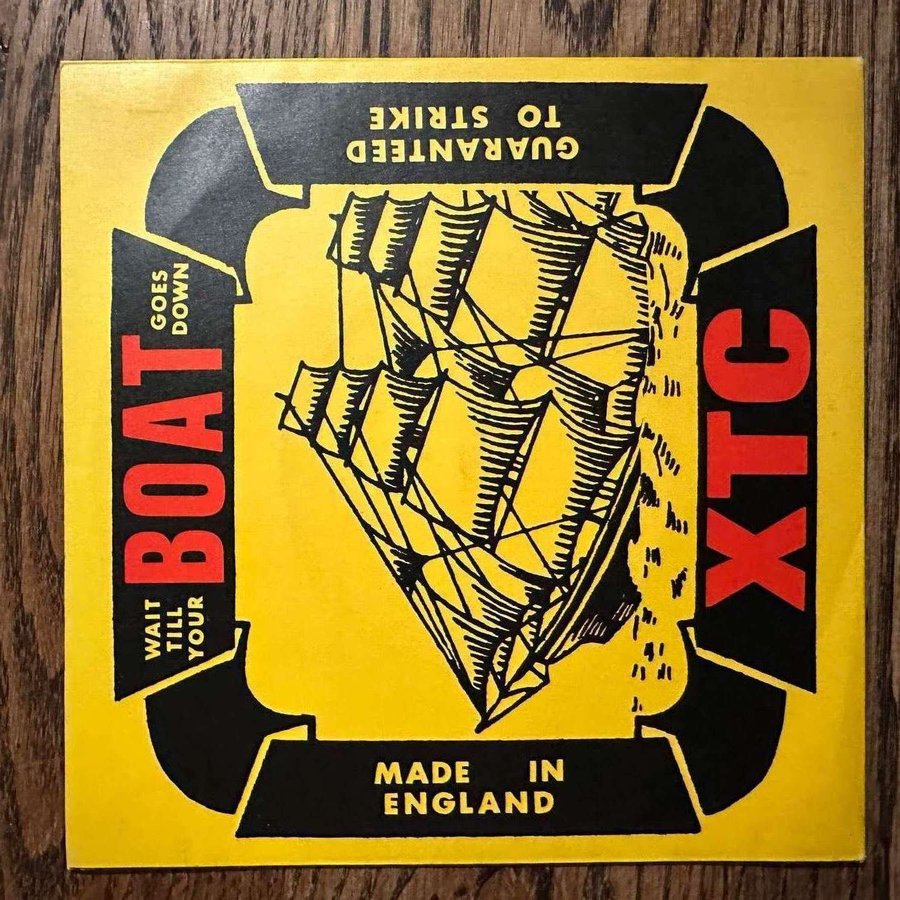 GUARANTEED
TO STRIKE
WAIT
TILL
YOUR
BOAT
GOES
DOWN
XTC
MADE IN
ENGLAND